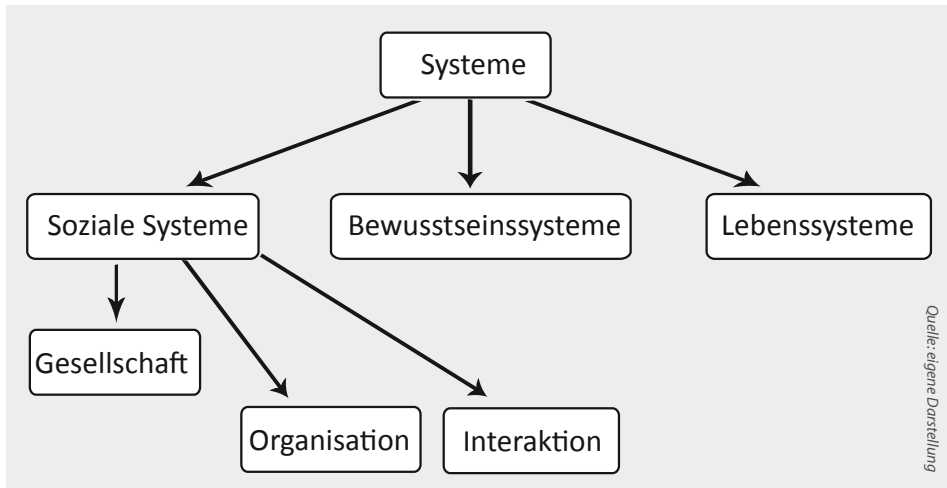 Systeme
Soziale Systeme
Bewusstseinssysteme
Lebenssysteme
Gesellschaft
Organisation
Interaktion
Quelle: eigene Darstellung